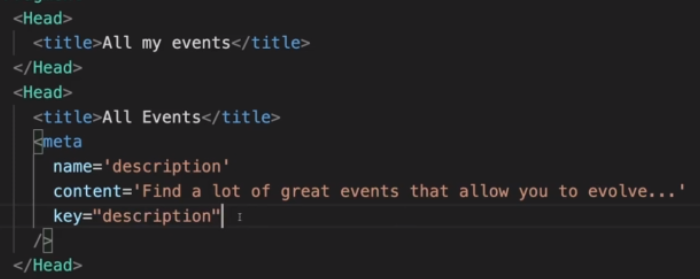 <Head>
<title>All my events</title>
</Head>
<Head>
<title>All Events</title>
<meta
name='description'
content='Find a lot of great events that allow you to evolve...'
key="description"
/>
</Head>